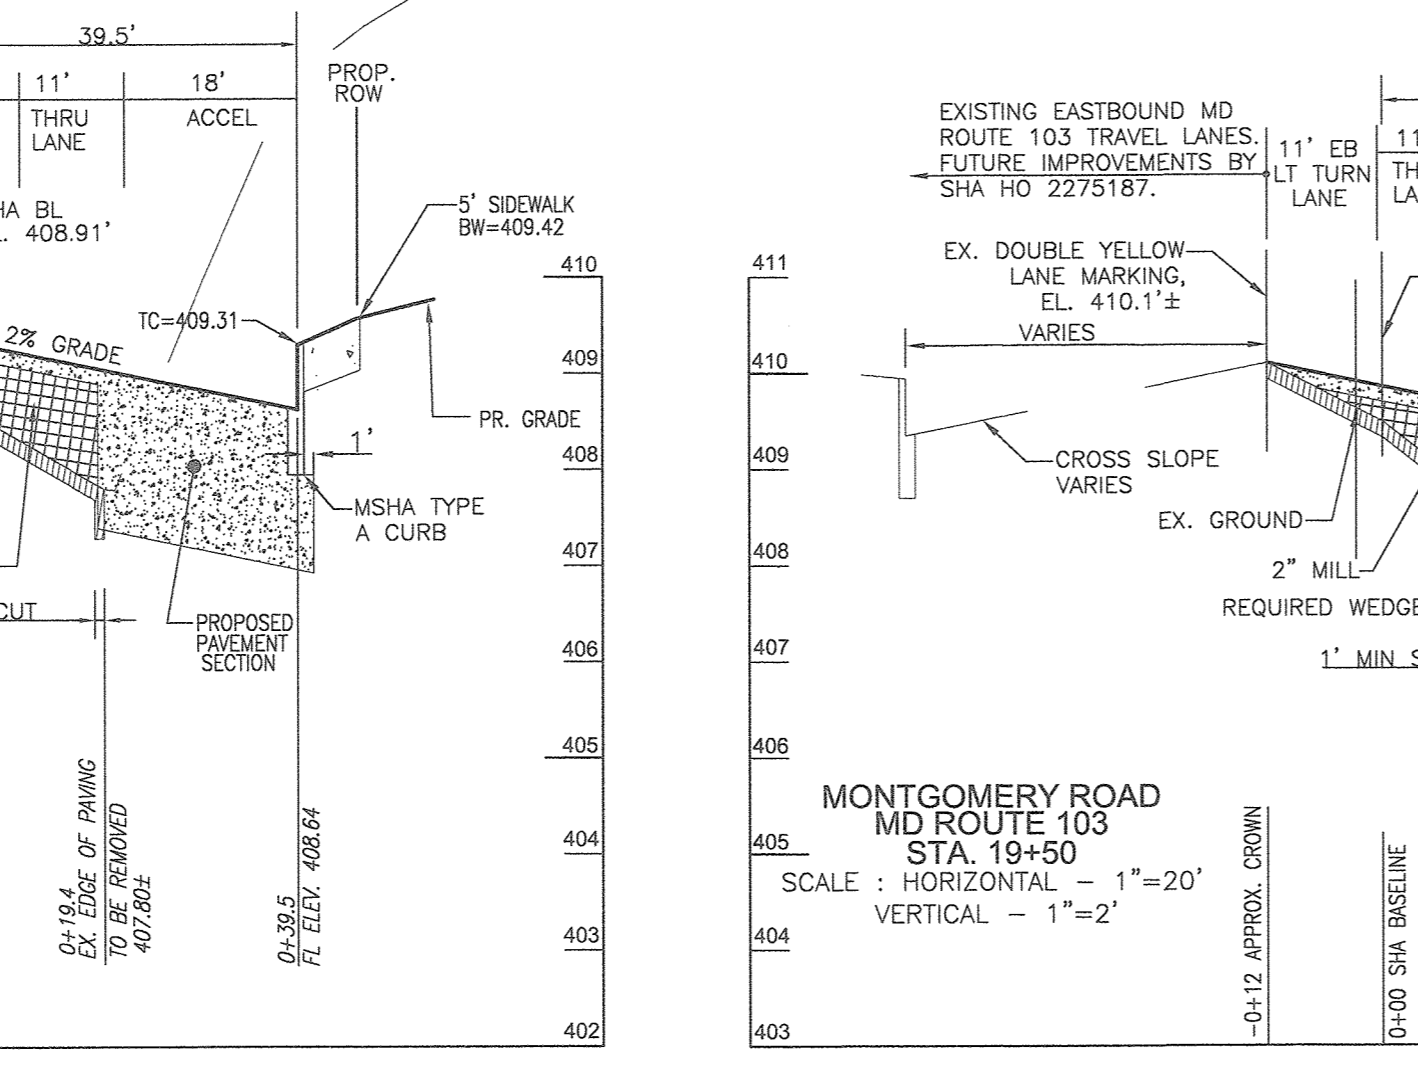 39.5'
11'
18'
THRU
LANE
ACCEL
PROP.
ROW
HA BL
. 408.91'
5' SIDEWALK
BW=409.42
TC=409.31
2% GRADE
PR. GRADE
1'
MSHA TYPE
A CURB
CUT
PROPOSED
PAVEMENT
SECTION
0+19.4
EX. EDGE OF PAVING
TO BE REMOVED
407.80±
0+39.5
FL ELEV. 408.64
410
409
408
407
406
405
404
403
402
EXISTING EASTBOUND MD
ROUTE 103 TRAVEL LANES.
FUTURE IMPROVEMENTS BY
SHA HO 2275187.
11' EB
LT TURN
LANE
11
TH
LA
EX. DOUBLE YELLOW
LANE MARKING,
EL. 410.1'±
VARIES
411
410
409
408
407
406
405
404
403
CROSS SLOPE
VARIES
EX. GROUND
2" MILL
REQUIRED WEDGE
1' MIN S
MONTGOMERY ROAD
MD ROUTE 103
STA. 19+50
SCALE : HORIZONTAL – 1"=20'
VERTICAL – 1"=2'
-0+12 APPROX. CROWN
0+00 SHA BASELINE